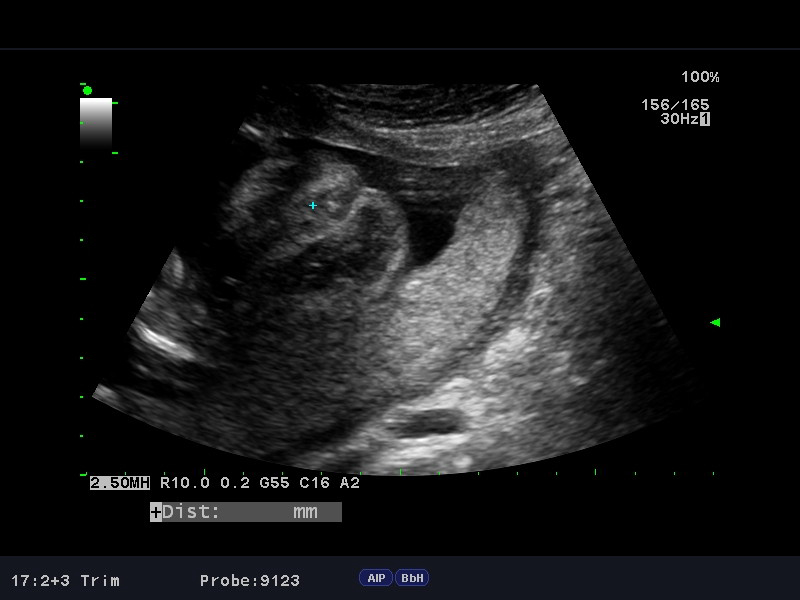 100%
156/165
30Hz1
2.50MH R10.0 0.2 G55 C16 A2
+Dist: mm
17:2+3 Trim Probe:9123 AIP BbH